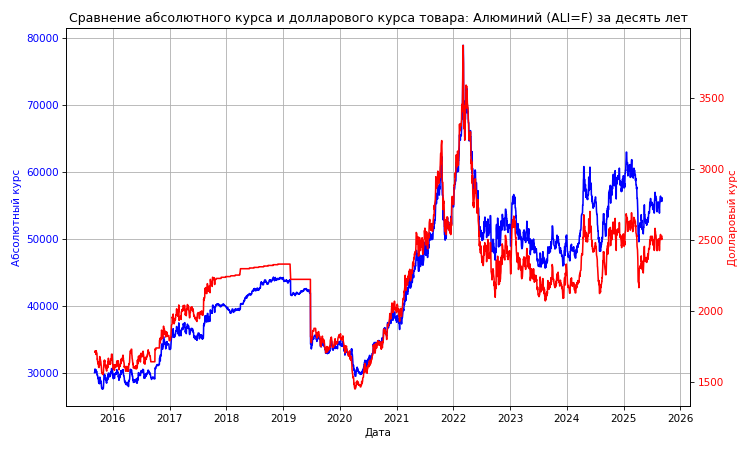 Сравнение абсолютного курса и долларового курса товара: Алюминий (ALI=F) за десять лет
80000
70000
60000
50000
40000
30000
Абсолютный курс
3500
3000
2500
2000
1500
Долларовый курс
2016 2017 2018 2019 2020 2021 2022 2023 2024 2025 2026
Дата